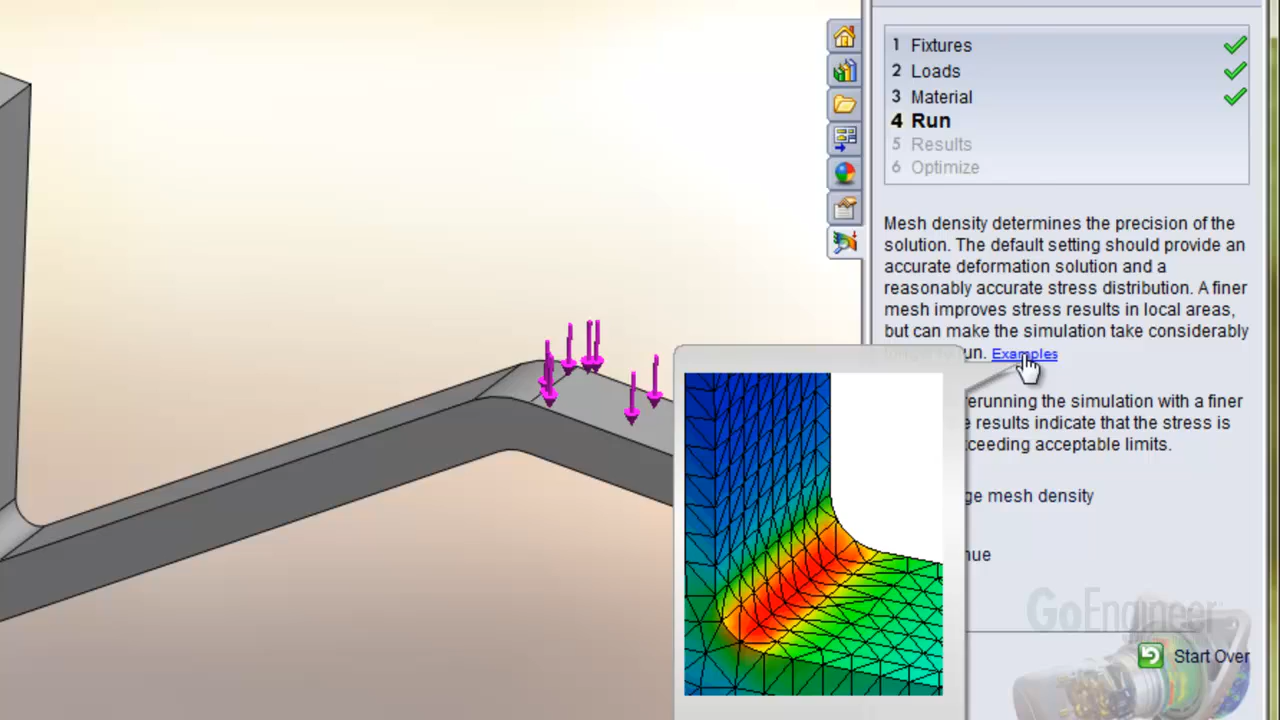 1 Fixtures
2 Loads
3 Material
4 Run
5 Results
6 Optimize
Mesh density determines the precision of the
solution. The default setting should provide an
accurate deformation solution and a
reasonably accurate stress distribution. A finer
mesh improves stress results in local areas,
but can make the simulation take considerably
un. Examples
erunning the simulation with a finer
e results indicate that the stress is
xceeding acceptable limits.
ge mesh density
nue
GoEngineer
Start Over